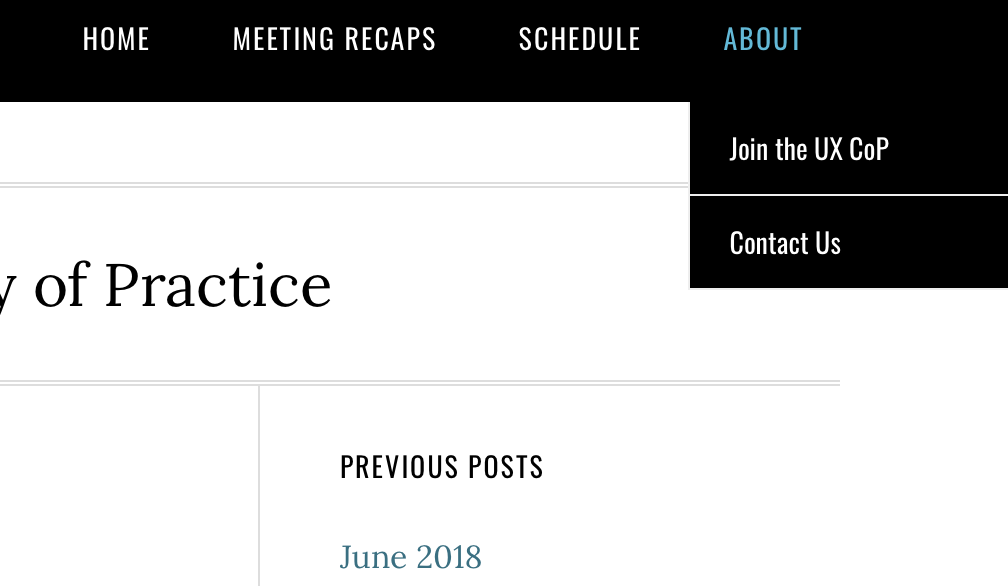 HOME MEETING RECAPS SCHEDULE ABOUT
Join the UX CoP
Contact Us
of Practice
PREVIOUS POSTS
June 2018